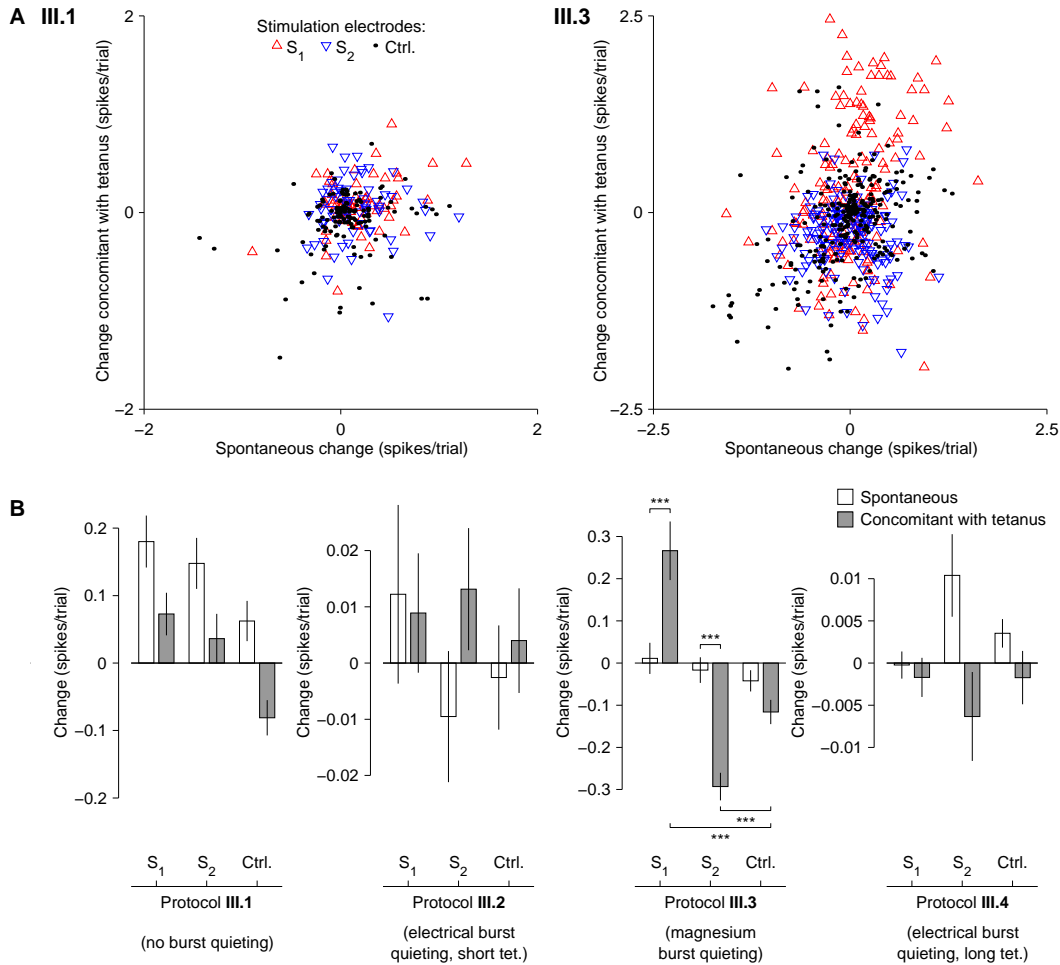 A III.1
Stimulation electrodes:
S1 S2 Ctrl.
Change concomitant with tetanus (spikes/trial)
2
0
−2
−2 0 2
Spontaneous change (spikes/trial)
III.3
Change concomitant with tetanus (spikes/trial)
2.5
0
−2.5
−2.5 0 2.5
Spontaneous change (spikes/trial)
B
Spontaneous
Concomitant with tetanus
Change (spikes/trial)
0.2
0.1
0
−0.1
−0.2
S1 S2 Ctrl.
Protocol III.1
(no burst quieting)
Change (spikes/trial)
0.02
0.01
0
−0.01
−0.02
S1 S2 Ctrl.
Protocol III.2
(electrical burst
quieting, short tet.)
Change (spikes/trial)
0.3
0.2
0.1
0
−0.1
−0.2
−0.3
***
***
***
***
S1 S2 Ctrl.
Protocol III.3
(magnesium
burst quieting)
Change (spikes/trial)
0.01
0.005
0
−0.005
−0.01
S1 S2 Ctrl.
Protocol III.4
(electrical burst
quieting, long tet.)